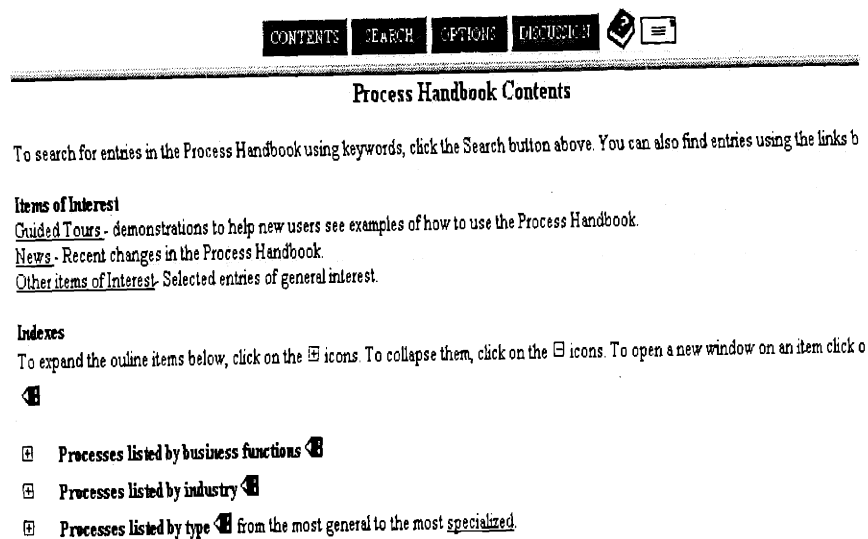 CONTENTS SEARCH OPTIONS DISCUSSION
Process Handbook Contents
To search for entries in the Process Handbook using keywords, click the Search button above. You can also find entries using the links b
Items of Interest
Guided Tours - demonstrations to help new users see examples of how to use the Process Handbook.
News - Recent changes in the Process Handbook.
Other items of Interest- Selected entries of general interest.
Indexes
To expand the ouline items below, click on the ⊞ icons. To collapse them, click on the ⊟ icons. To open a new window on an item click o
Processes listed by business functions
Processes listed by industry
Processes listed by type from the most general to the most specialized.